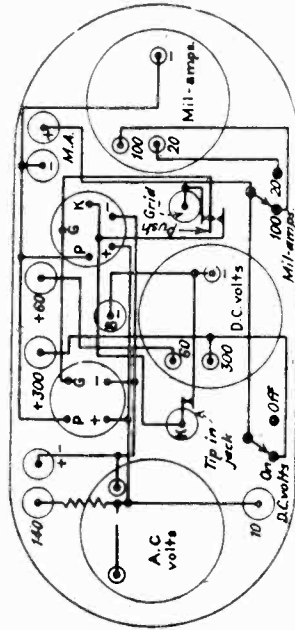 140
+ -
+300
+60
- +
M.A.
P G
+ -
P G K
+ -
Mil-amps.
100
20
-
Push Grid
B-
A.C
volts
K
60
300
D.C.volts
-
Tip in
jack
10
On Off
D.C.volts
100 20
Mil-amps.